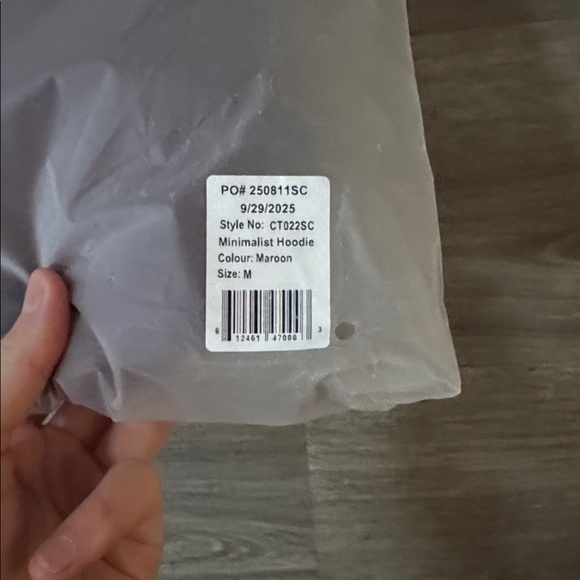 PO# 250811SC
9/29/2025
Style No: CT022SC
Minimalist Hoodie
Colour: Maroon
Size: M
6 12461 47000 3